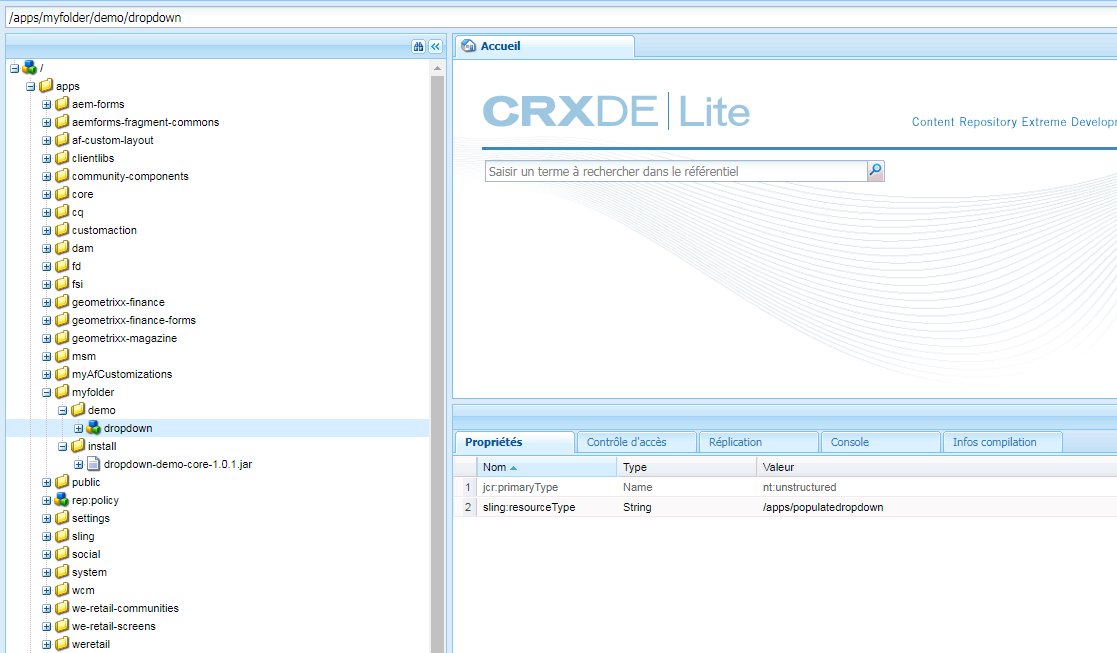 /apps/myfolder/demo/dropdown
/
apps
aem-forms
aemforms-fragment-commons
af-custom-layout
clientlibs
community-components
core
cq
customaction
dam
fd
fsi
geometrixx-finance
geometrixx-finance-forms
geometrixx-magazine
msm
myAfCustomizations
myfolder
demo
dropdown
install
dropdown-demo-core-1.0.1.jar
public
rep:policy
settings
sling
social
system
wcm
we-retail-communities
we-retail-screens
weretail
Accueil
CRXDE Lite
Content Repository Extreme Developm
Saisir un terme à rechercher dans le référentiel
Propriétés Contrôle d'accès Réplication Console Infos compilation
Nom Type Valeur
1 jcr:primaryType Name nt:unstructured
2 sling:resourceType String /apps/populatedropdown